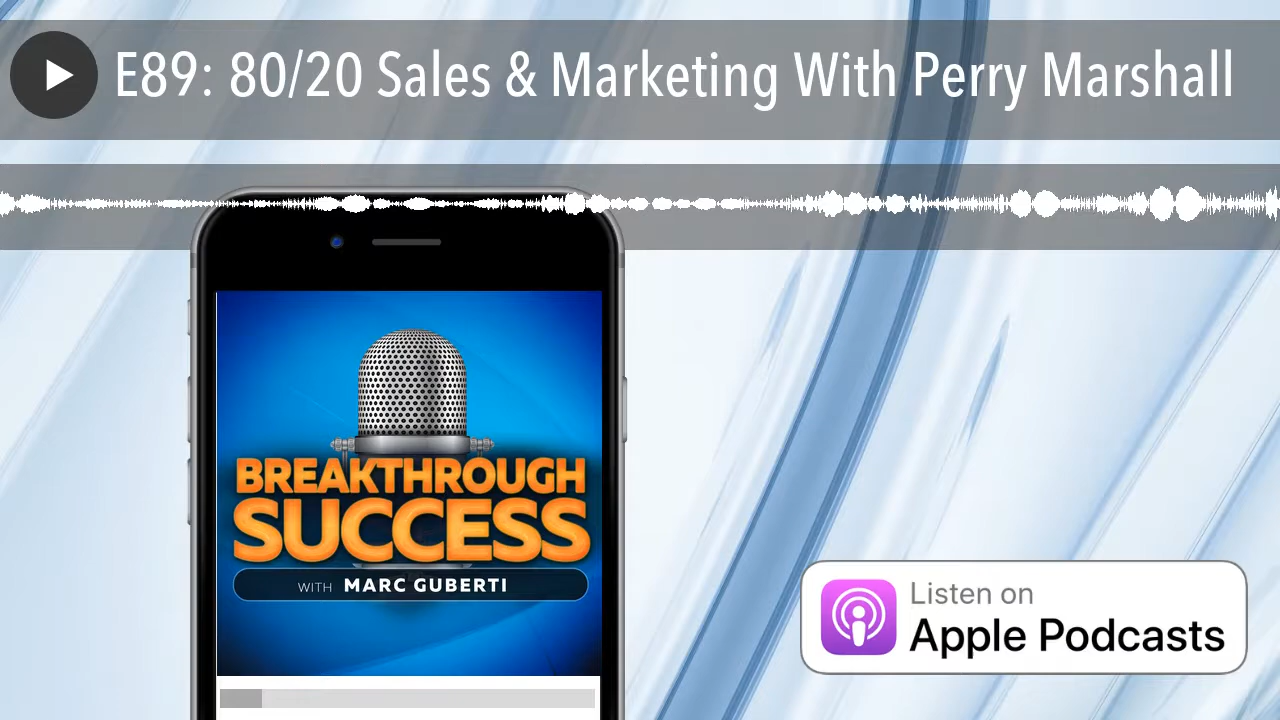 E89: 80/20 Sales & Marketing With Perry Marshall
BREAKTHROUGH
SUCCESS
WITH MARC GUBERTI
Listen on
Apple Podcasts